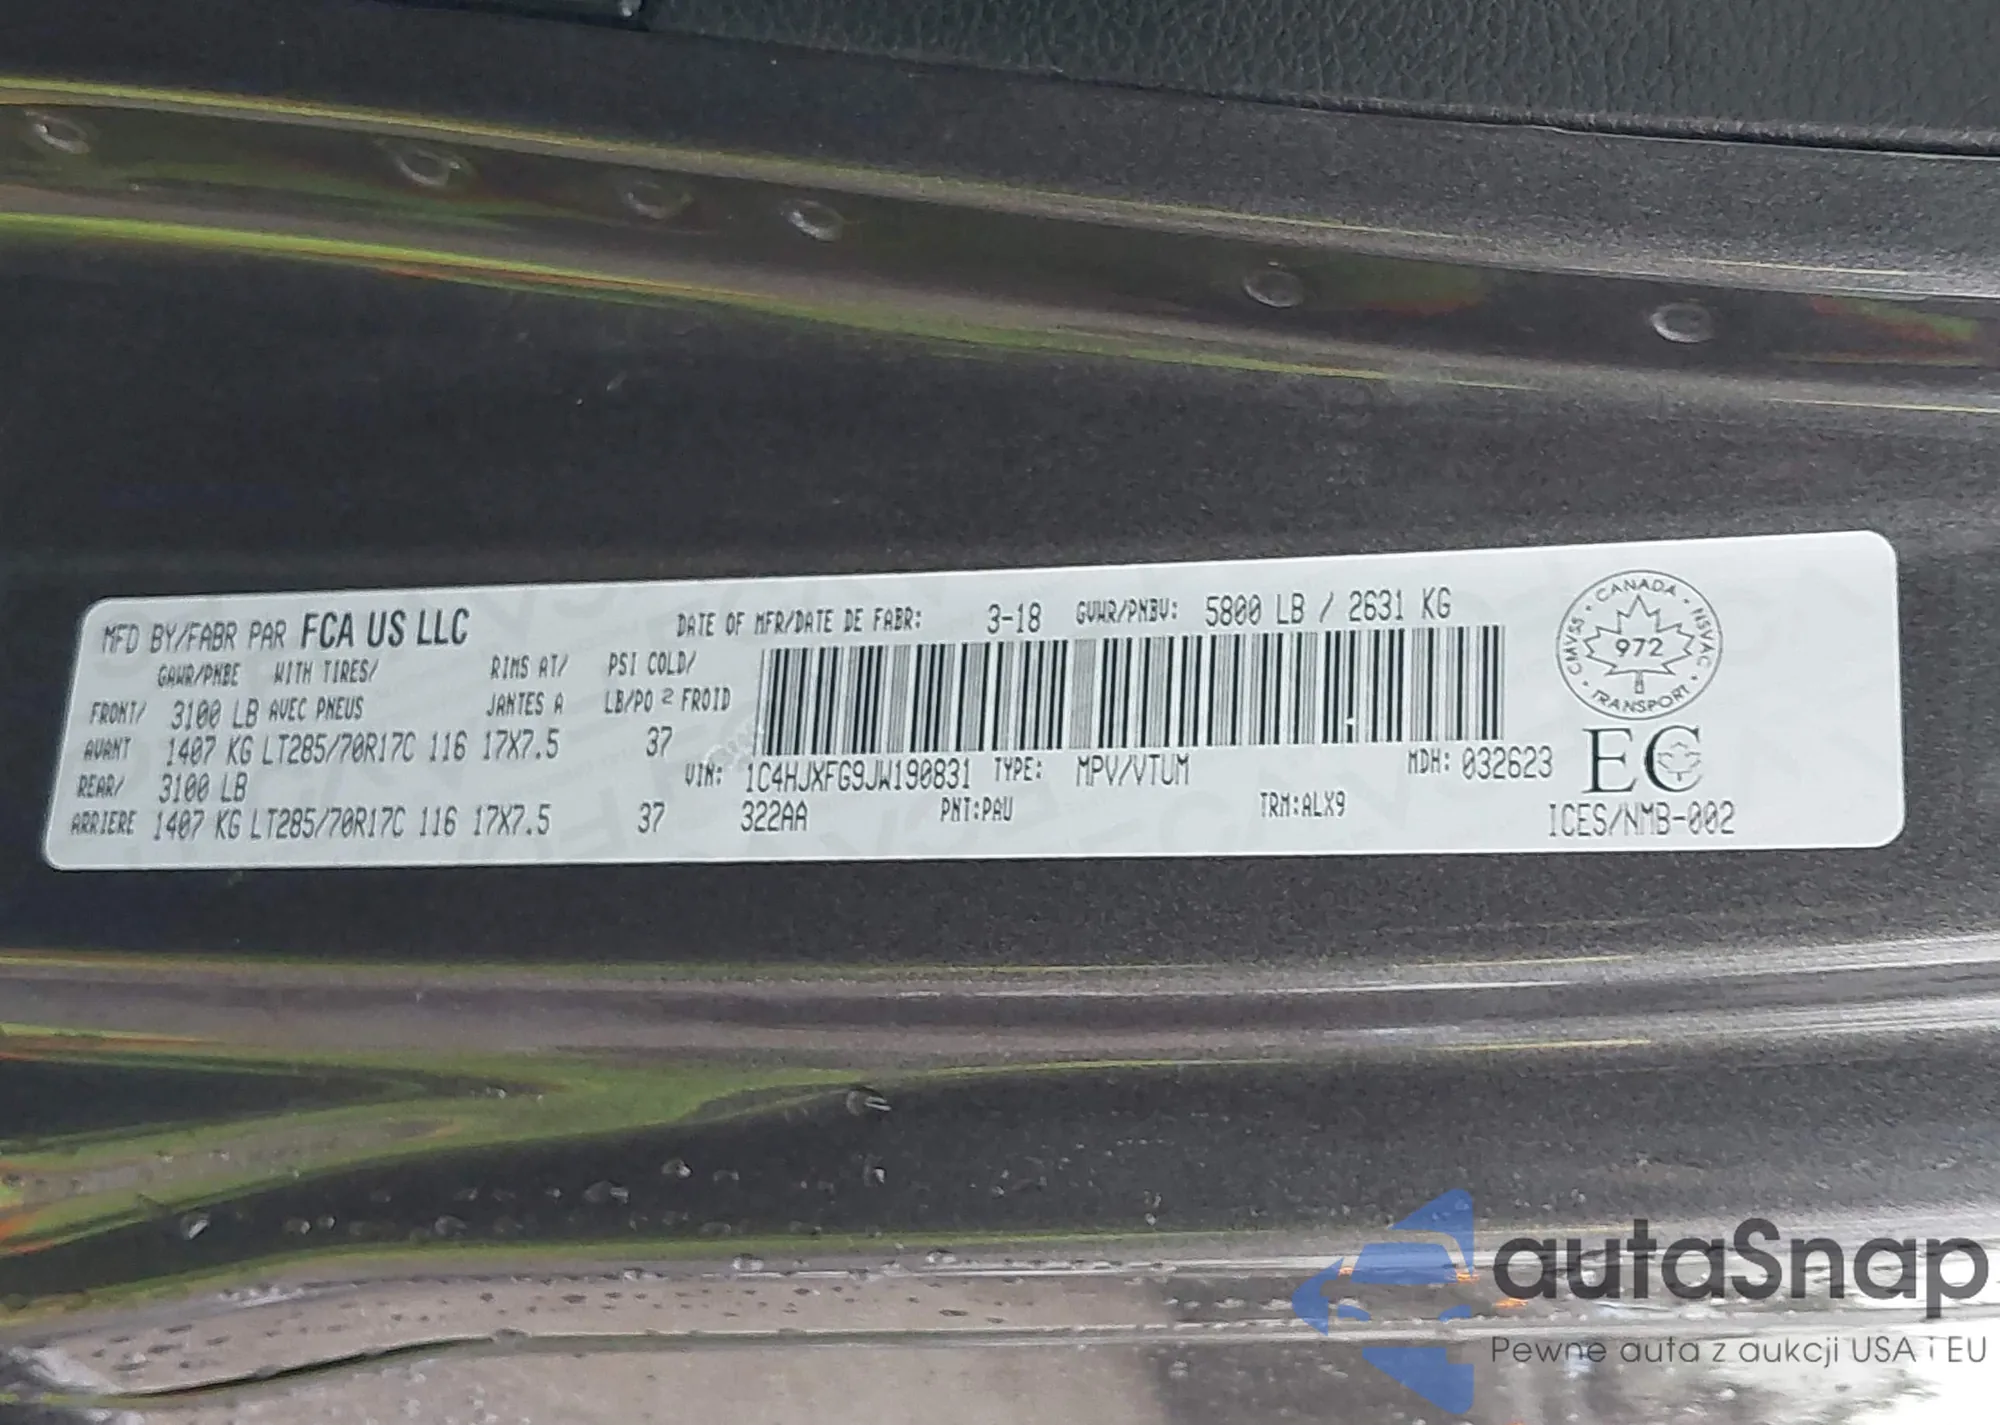 MFD BY/FABR PAR FCA US LLC
DATE OF MFR/DATE DE FABR: 3-18 GVWR/PNBV: 5800 LB / 2631 KG
GAWR/PNBE WITH TIRES/ RIMS AT/ PSI COLD/
FRONT/ 3100 LB AVEC PNEUS JANTES A LB/PO 2 FROID
AVANT 1407 KG LT285/70R17C 116 17X7.5 37
REAR/ 3100 LB
ARRIERE 1407 KG LT285/70R17C 116 17X7.5 37
VIN: 1C4HJXFG9JW190831 TYPE: MPV/VTUM MDH: 032623
322AA PNT:PAU TRM:ALX9
CANADA
CMVSS • NSVAC
972
TRANSPORT
EC
ICES/NMB-002
autaSnap
Pewne auta z aukcji USA i EU